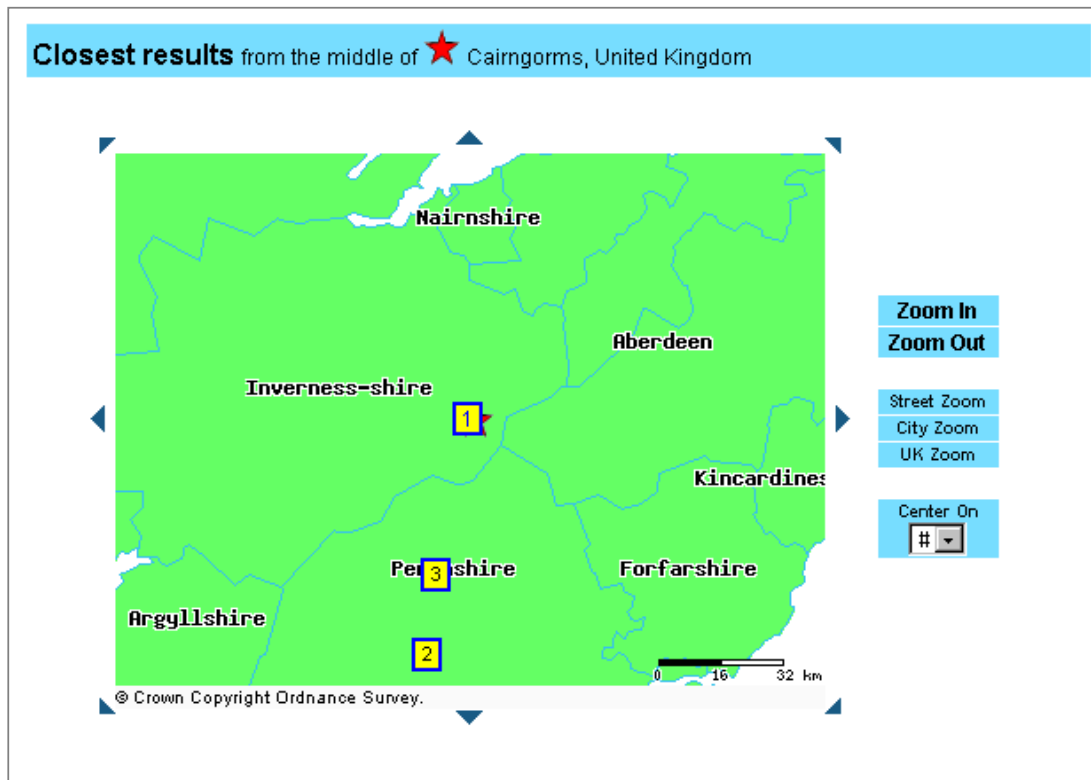 Closest results from the middle of Cairngorms, United Kingdom
Nairnshire
Aberdeen
Zoom In
Zoom Out
Inverness-shire
1
Street Zoom
City Zoom
UK Zoom
Kincardines
Center On
#
3
Forfarshire
Argyllshire
2
0 16 32 km
© Crown Copyright Ordnance Survey.